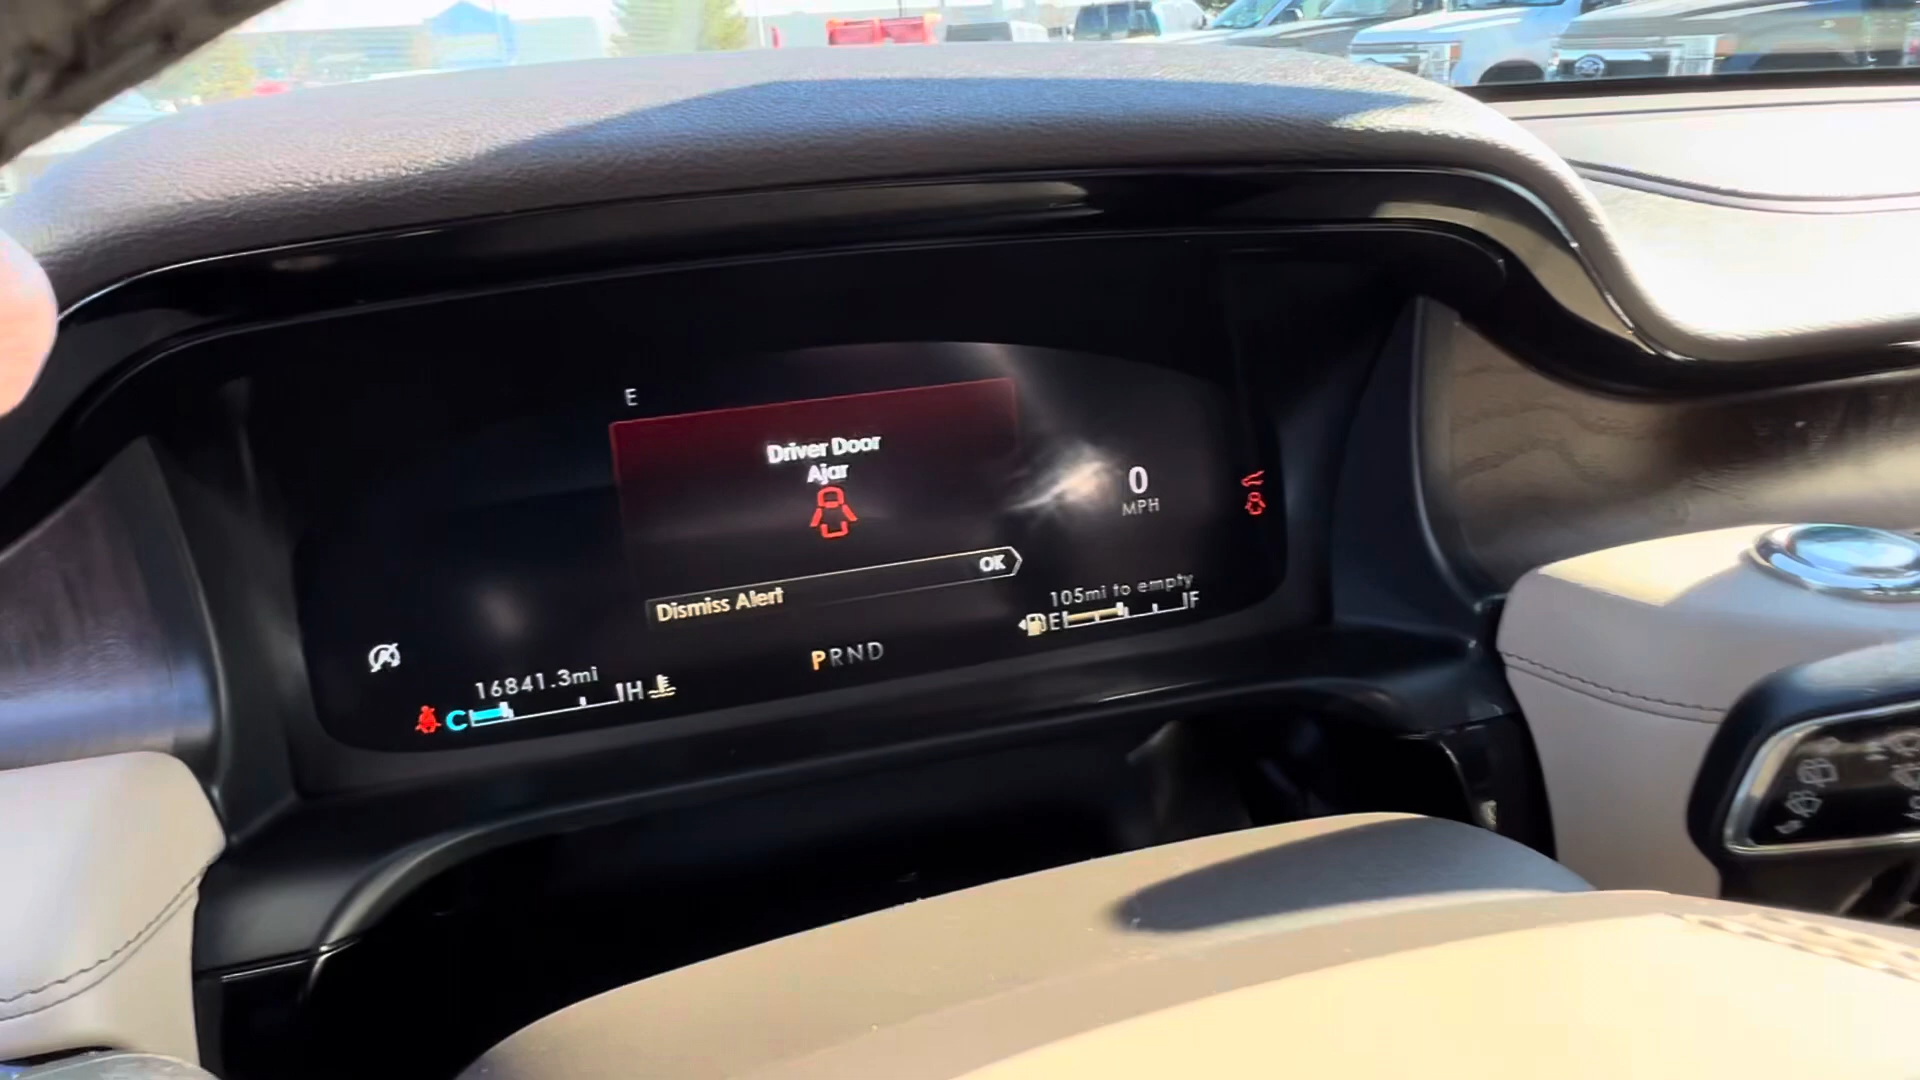 E
Driver Door
Ajar
0
MPH
OK
Dismiss Alert
105mi to empty
E F
PRND
16841.3mi
C H